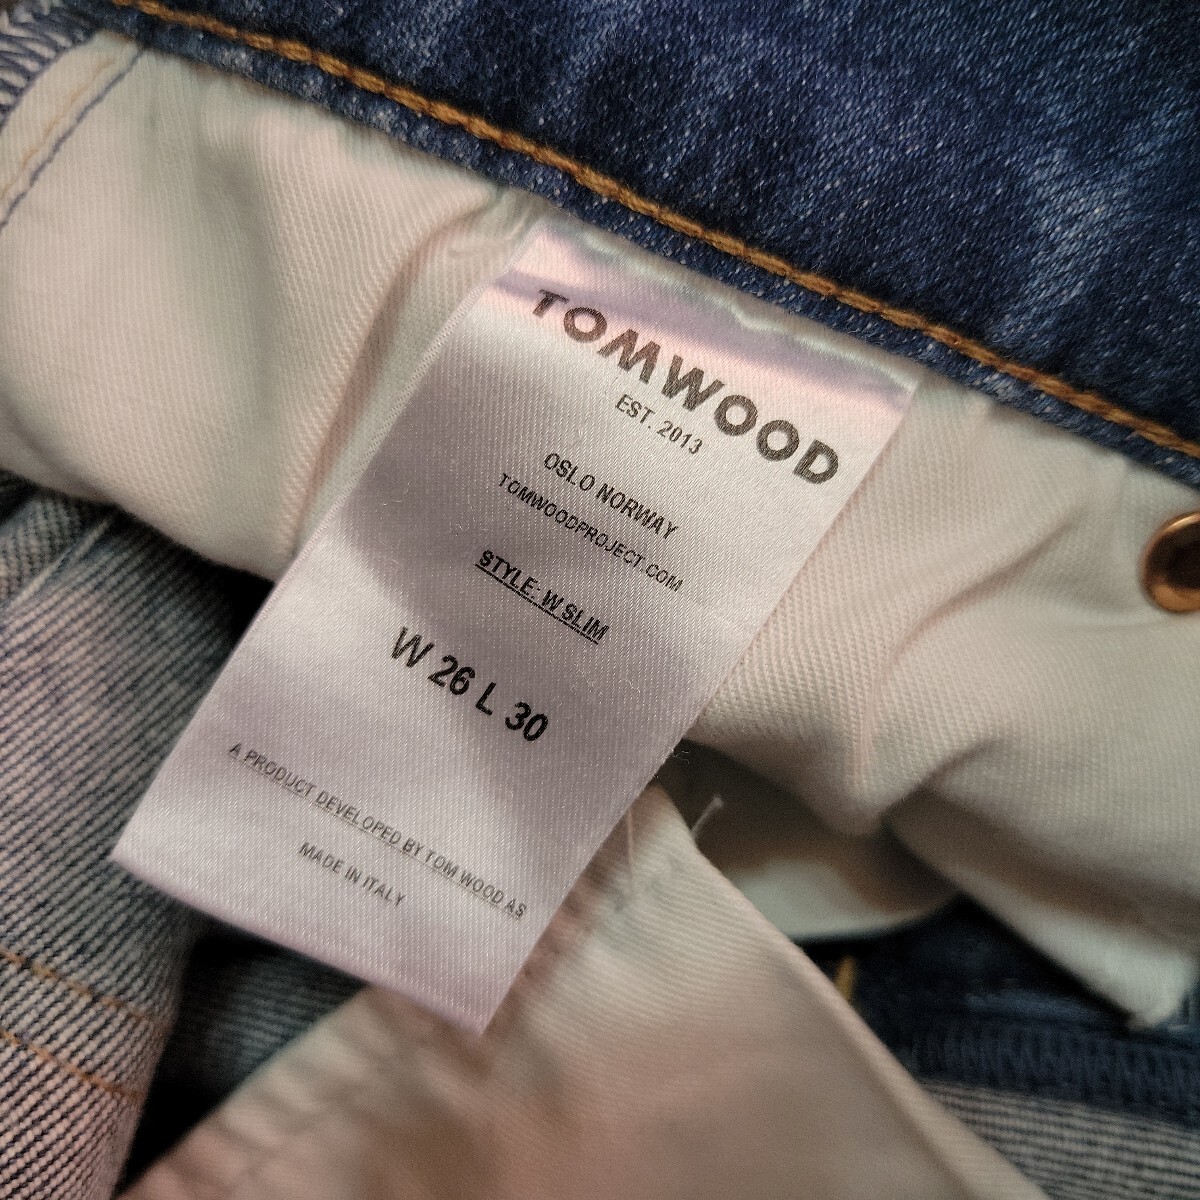 TOMWOOD
EST. 2013
OSLO NORWAY
TOMWOODPROJECT.COM
STYLE: W SLIM
W 26 L 30
A PRODUCT DEVELOPED BY TOM WOOD AS
MADE IN ITALY